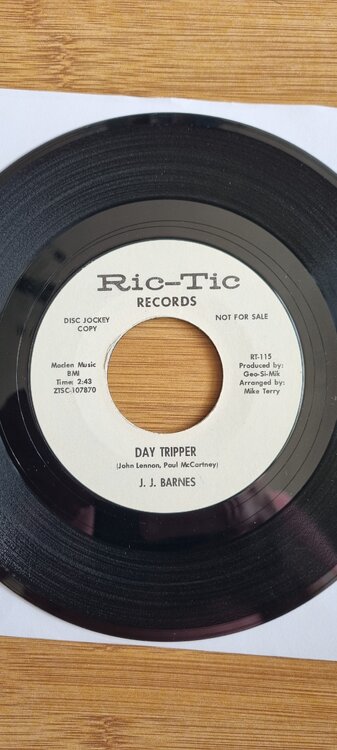 Ric-Tic
RECORDS
DISC JOCKEY
COPY
NOT FOR SALE
Maclen Music
BMI
Time: 2:43
ZTSC-107870
RT-115
Produced by:
Geo-Si-Mik
Arranged by:
Mike Terry
DAY TRIPPER
(John Lennon, Paul McCartney)
J. J. BARNES